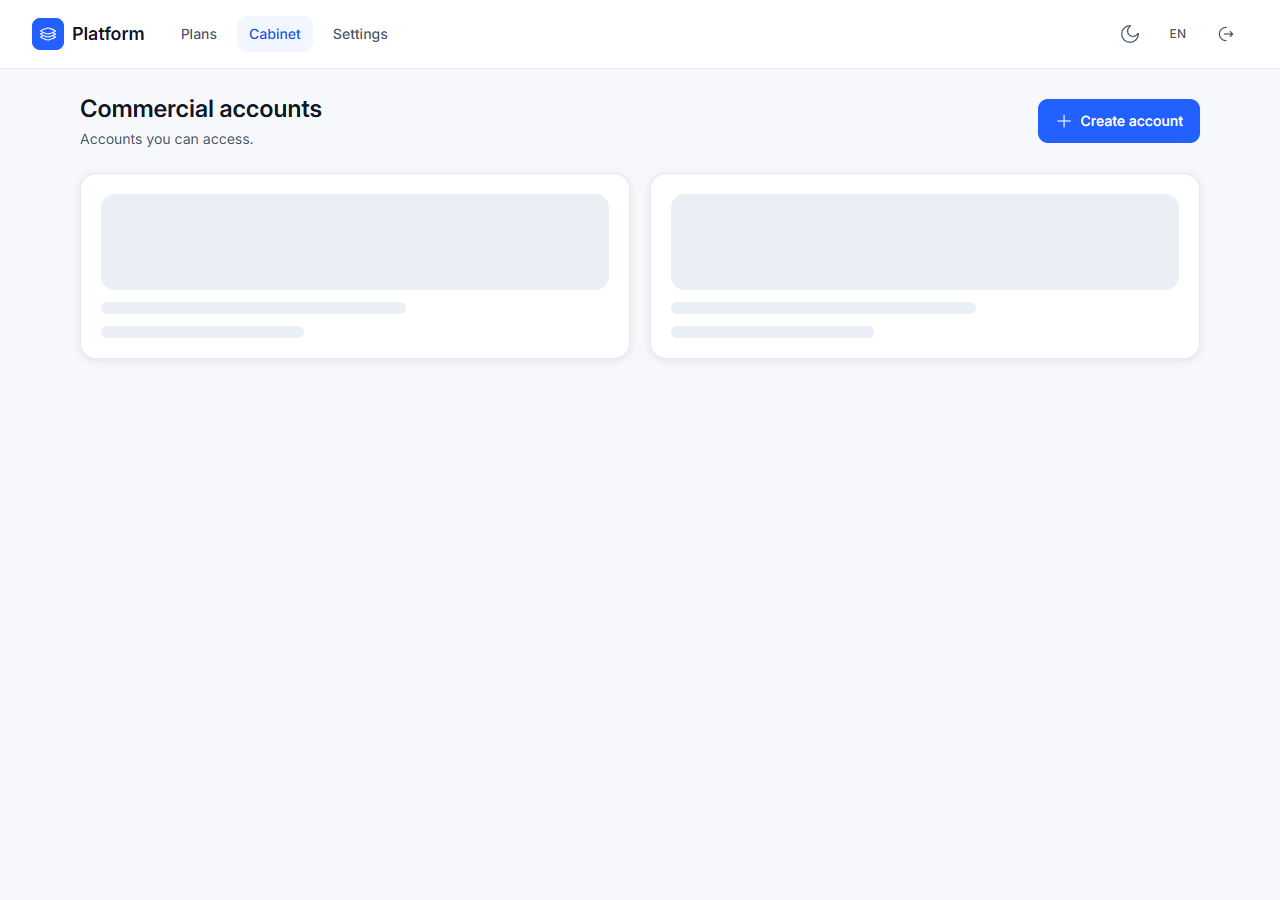 Platform
Plans
Cabinet
Settings
EN
Commercial accounts
Accounts you can access.
Create account